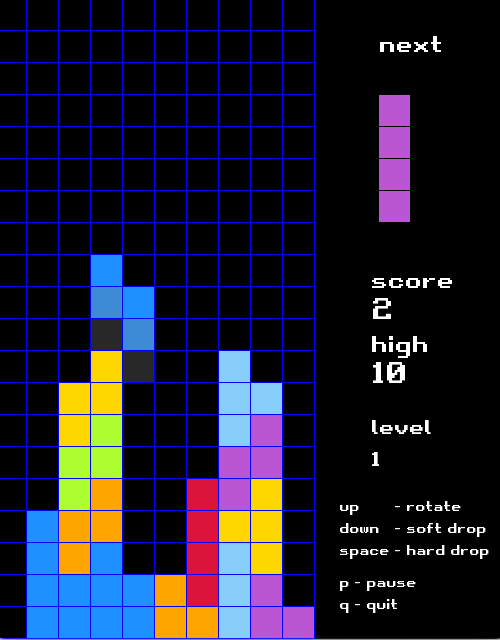 next
score
2
high
10
level
1
up - rotate
down - soft drop
space - hard drop
p - pause
q - quit